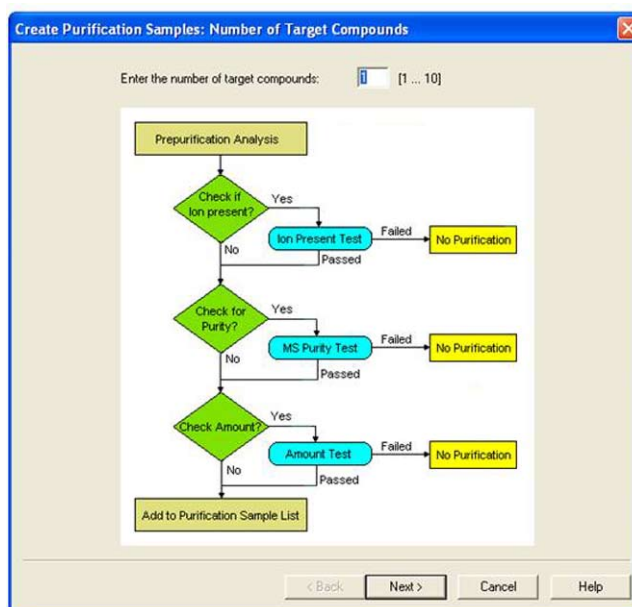 Create Purification Samples: Number of Target Compounds
Enter the number of target compounds: 1 [1 ... 10]
Prepurification Analysis
Check if
Ion present?
Yes
Ion Present Test
Failed
No Purification
No
Passed
Check for
Purity?
Yes
MS Purity Test
Failed
No Purification
No
Passed
Check Amount?
Yes
Amount Test
Failed
No Purification
No
Passed
Add to Purification Sample List
< Back
Next >
Cancel
Help